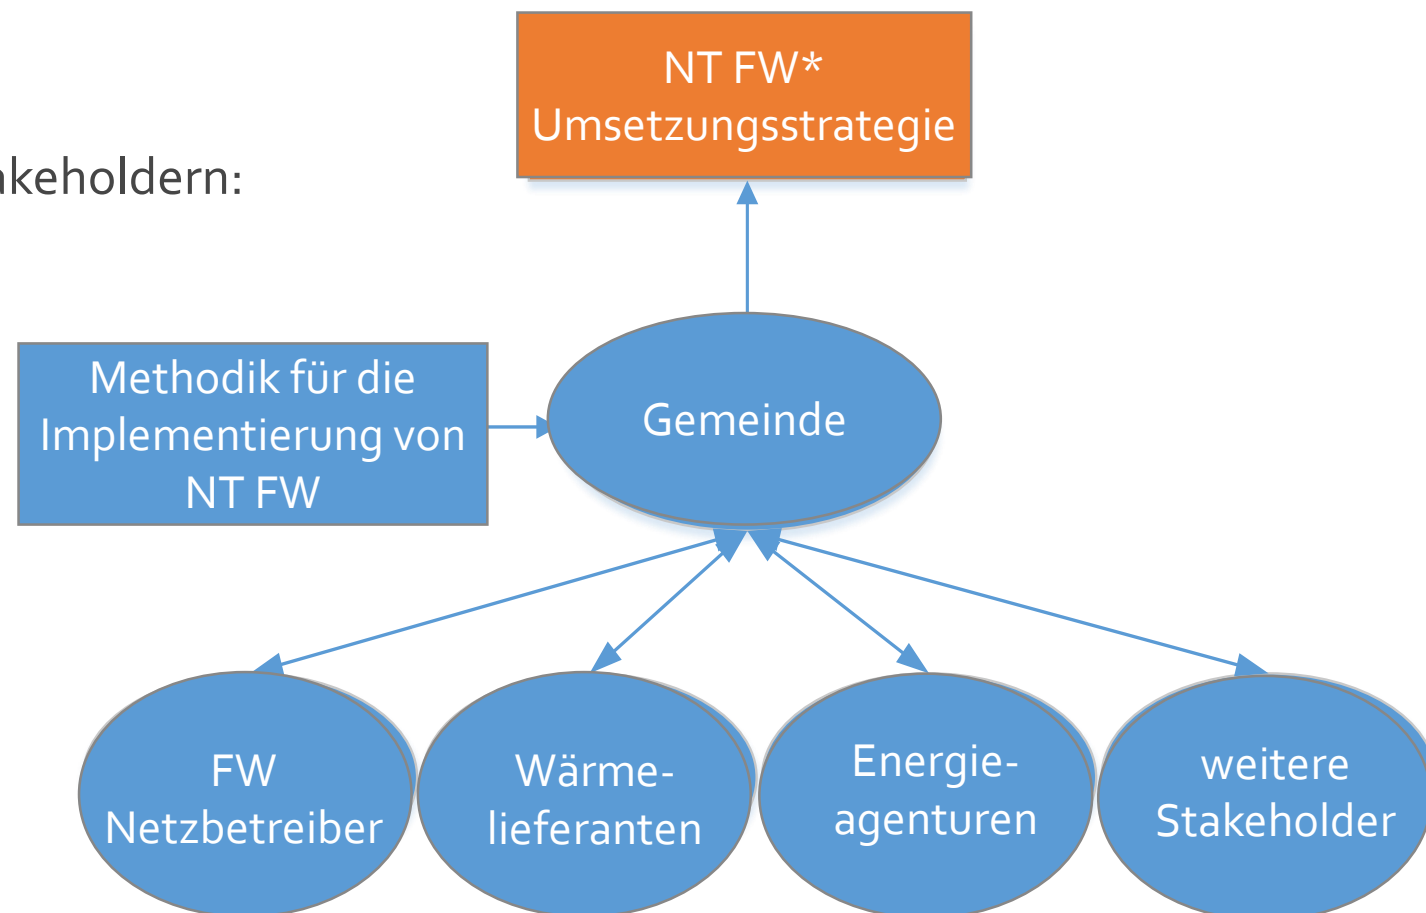 NT FW*
Umsetzungsstrategie
akeholdern:
Methodik für die
Implementierung von
NT FW
Gemeinde
FW
Netzbetreiber
Wärme-
lieferanten
Energie-
agenturen
weitere
Stakeholder